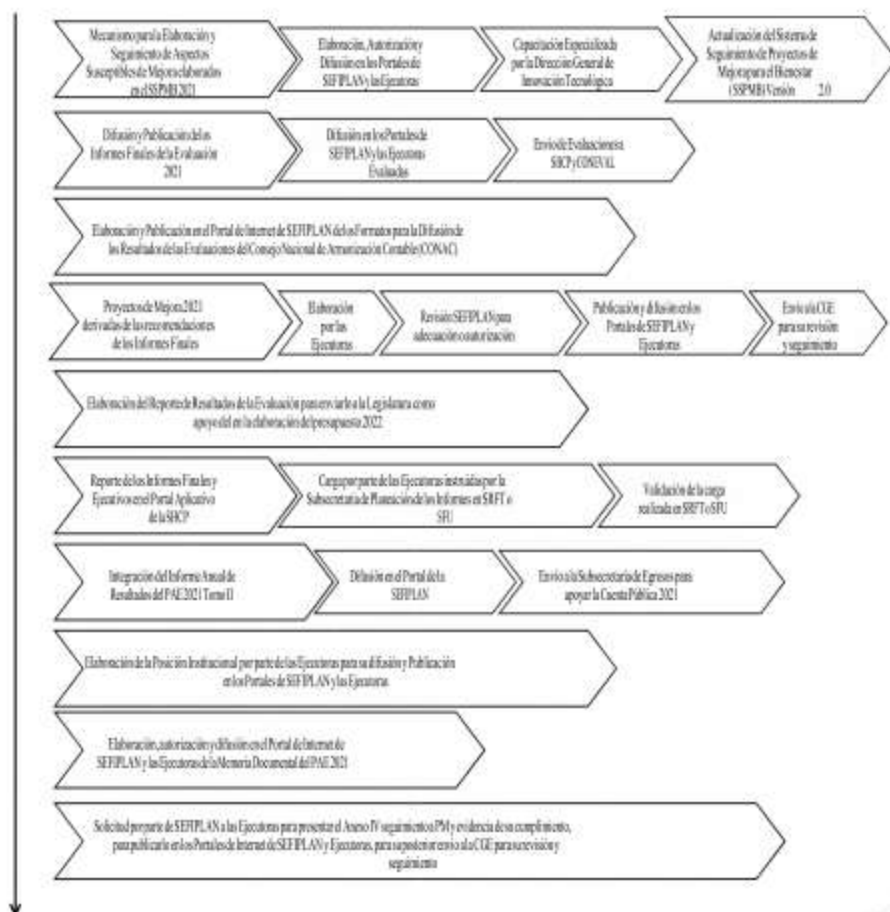 Mecanismo para la Elaboración y
Seguimiento de Aspectos
Susceptibles de Mejora elaborados
en el SSPMB 2021
Elaboración, Autorización y
Difusión en los Portales de
SEFIPLAN y las Ejecutoras
Capacitación Especializada
por la Dirección General de
Innovación Tecnológica
Actualización del Sistema de
Seguimiento de Proyectos de
Mejora para el Bienestar
(SSPMB) Versión 2.0
Difusión y Publicación de los
Informes Finales de la Evaluación
2021
Difusión en los Portales de
SEFIPLAN y las Ejecutoras
Evaluadas
Envío de Evaluaciones a
SHCP y CONEVAL
Elaboración y Publicación en el Portal de Internet de SEFIPLAN de los Formatos para la Difusión de
los Resultados de las Evaluaciones del Consejo Nacional de Armonización Contable (CONAC)
Proyectos de Mejora 2021
derivadas de las recomendaciones
de los Informes Finales
Elaboración
por las
Ejecutoras
Revisión SEFIPLAN para
adecuación o autorización
Publicación y difusión en los
Portales de SEFIPLAN y
Ejecutoras
Envío a la CGE
para su revisión
y seguimiento
Elaboración del Reporte de Resultados de la Evaluación para enviarlo a la Legislatura como
apoyo del en la elaboración del presupuesto 2022
Reporte de los Informes Finales y
Ejecutivos en el Portal Aplicativo
de la SHCP
Carga por parte de las Ejecutoras instruidas por la
Subsecretaría de Planeación de los Informes en SRFT o
SFU
Validación de la carga
realizada en SRFT o SFU
Integración del Informe Anual de
Resultados del PAE 2021 Tomo II
Difusión en el Portal de la
SEFIPLAN
Envío a la Subsecretaría de Egresos para
apoyar la Cuenta Pública 2021
Elaboración de la Posición Institucional por parte de las Ejecutoras para su difusión y Publicación
en los Portales de SEFIPLAN y las Ejecutoras
Elaboración, autorización y difusión en el Portal de Internet de
SEFIPLAN y las Ejecutoras de la Memoria Documental del PAE 2021
Solicitud por parte de SEFIPLAN a las Ejecutoras para presentar el Anexo IV seguimiento a PM y evidencia de su cumplimiento,
para publicarlo en los Portales de Internet de SEFIPLAN y Ejecutoras, para su posterior envío a la CGE para su revisión y
seguimiento